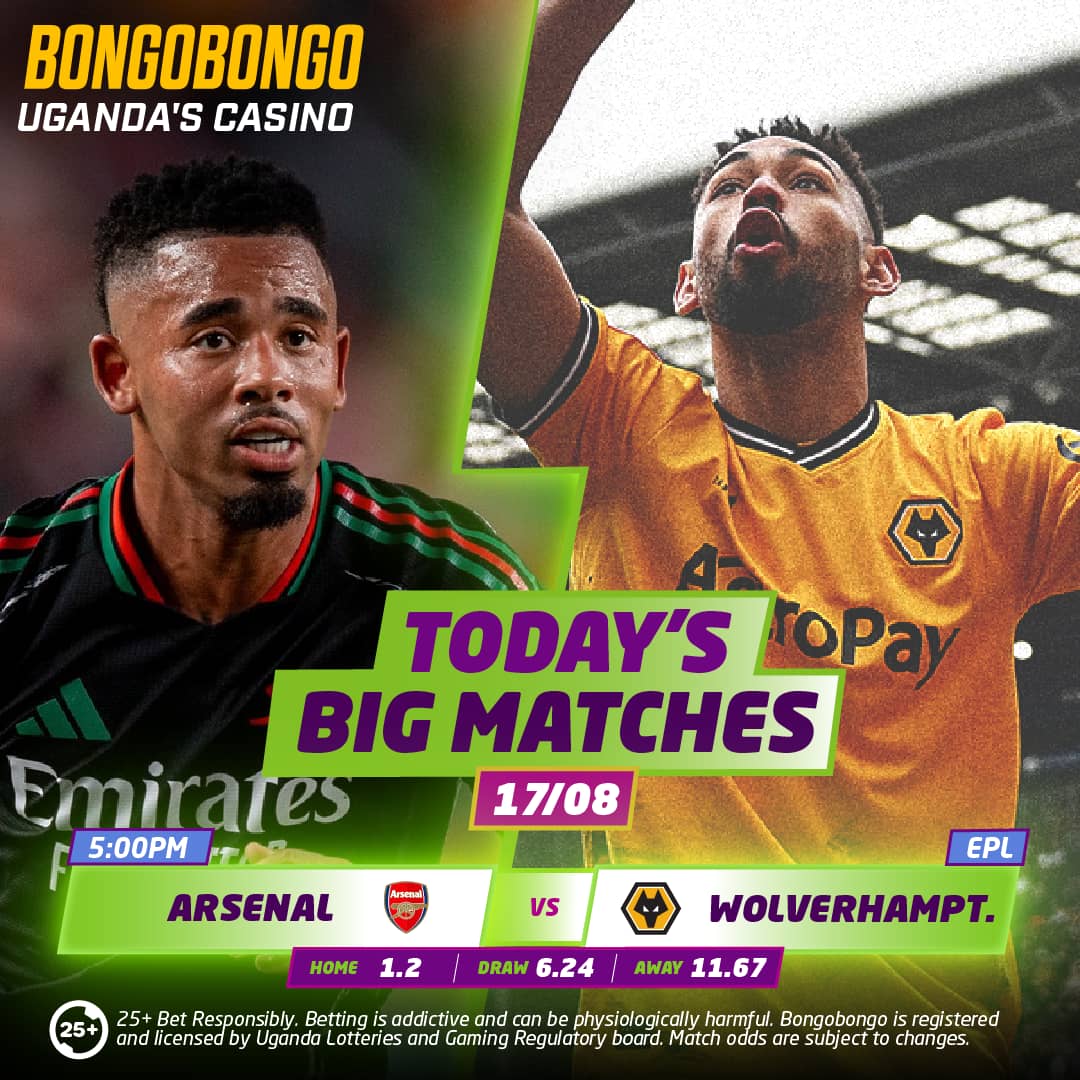 BONGOBONGO
UGANDA'S CASINO
TODAY'S
BIG MATCHES
17/08
Emirates
5:00PM
EPL
ARSENAL
Arsenal
VS
WOLVERHAMPT.
HOME 1.2 DRAW 6.24 AWAY 11.67
25+
25+ Bet Responsibly. Betting is addictive and can be physiologically harmful. Bongobongo is registered
and licensed by Uganda Lotteries and Gaming Regulatory board. Match odds are subject to changes.